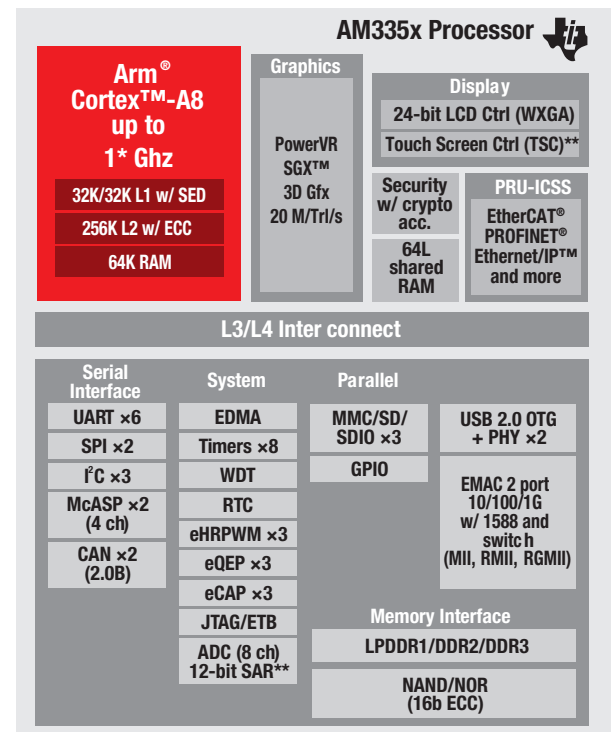 AM335x Processor
Arm®
Cortex™-A8
up to
1* Ghz
32K/32K L1 w/ SED
256K L2 w/ ECC
64K RAM
Graphics
PowerVR
SGX™
3D Gfx
20 M/Trl/s
Display
24-bit LCD Ctrl (WXGA)
Touch Screen Ctrl (TSC)**
Security
w/ crypto
acc.
64L
shared
RAM
PRU-ICSS
EtherCAT®
PROFINET®
Ethernet/IP™
and more
L3/L4 Inter connect
Serial
Interface
UART ×6
SPI ×2
I²C ×3
McASP ×2
(4 ch)
CAN ×2
(2.0B)
System
EDMA
Timers ×8
WDT
RTC
eHRPWM ×3
eQEP ×3
eCAP ×3
JTAG/ETB
ADC (8 ch)
12-bit SAR**
Parallel
MMC/SD/
SDIO ×3
GPIO
USB 2.0 OTG
+ PHY ×2
EMAC 2 port
10/100/1G
w/ 1588 and
switc h
(MII, RMII, RGMII)
Memory Interface
LPDDR1/DDR2/DDR3
NAND/NOR
(16b ECC)